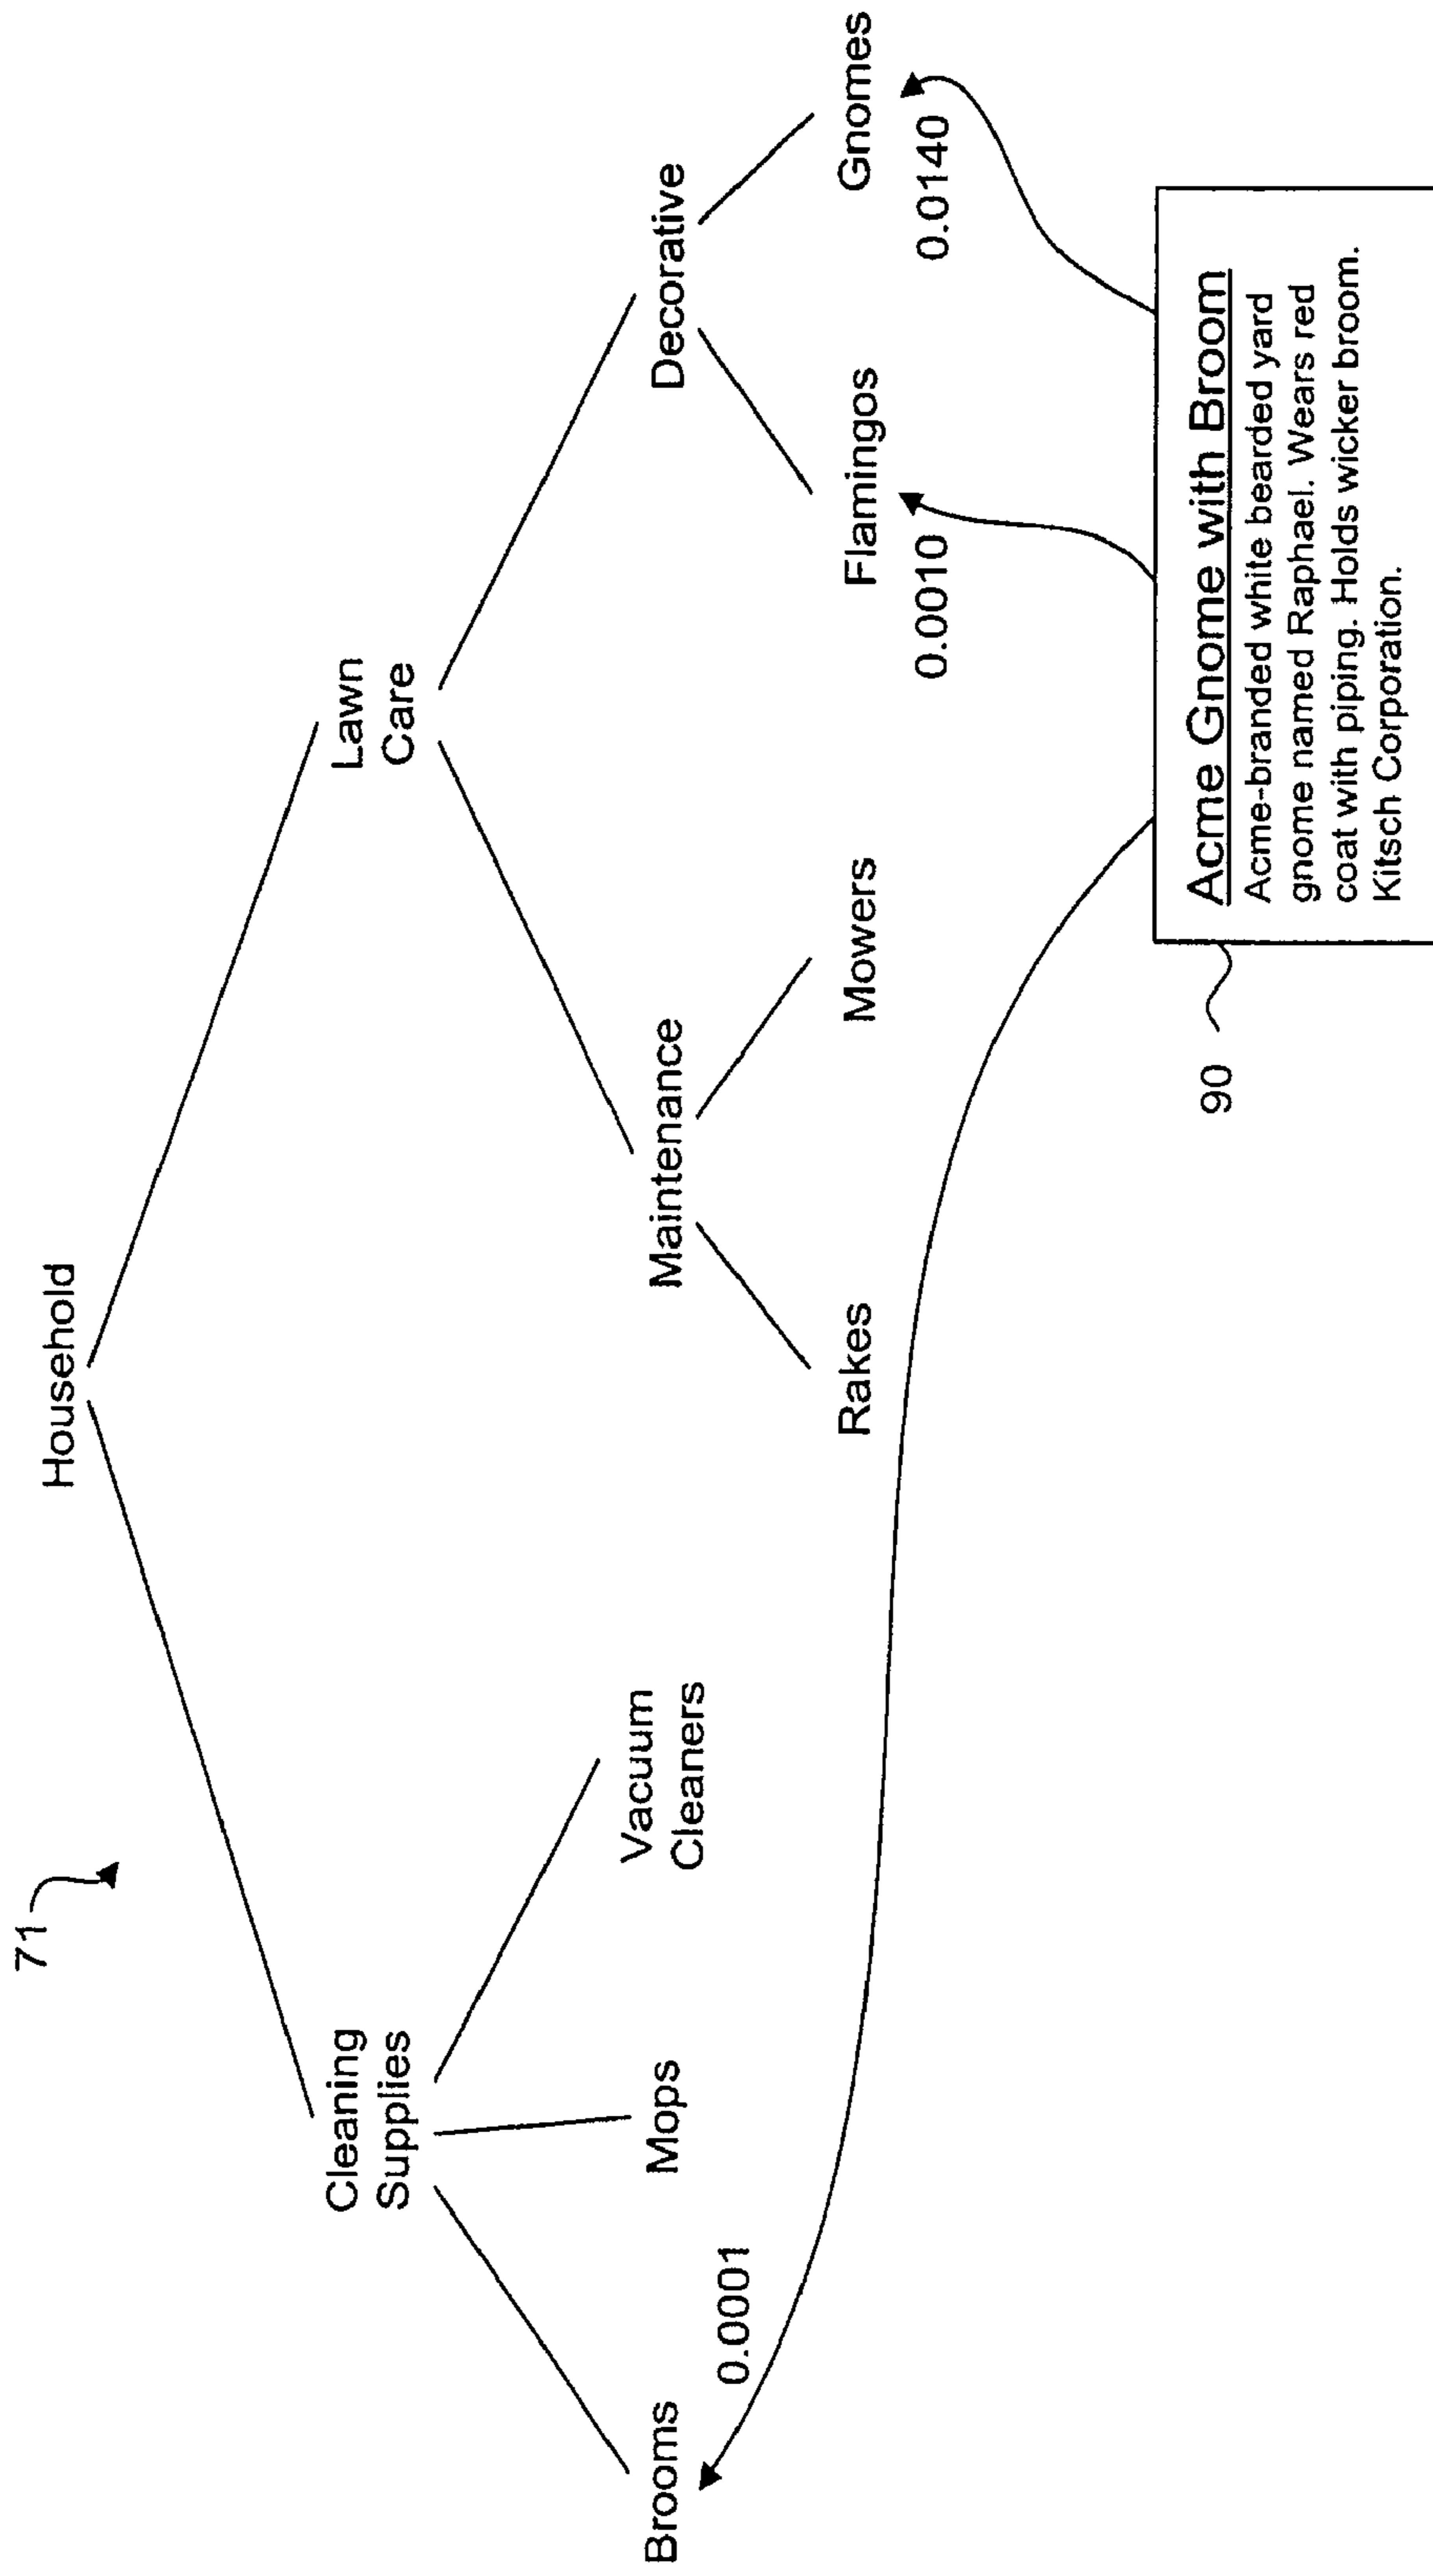 71
Household
Cleaning
Supplies
Lawn
Care
Brooms
Mops
Vacuum
Cleaners
Maintenance
Decorative
0.0001
Rakes
Mowers
Flamingos
Gnomes
0.0010
0.0140
90
Acme Gnome with Broom
Acme-branded white bearded yard
gnome named Raphael. Wears red
coat with piping. Holds wicker broom.
Kitsch Corporation.